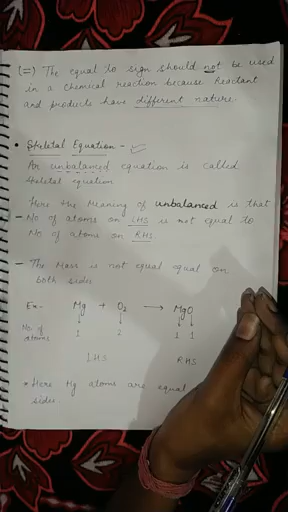 (=) The equal to sign should not be used
in a chemical reaction because Reactant
and products have different nature.
• Skeletal Equation -
An unbalanced equation is called
skeletal equation
Here the Meaning of unbalanced is that
- No of atoms on LHS is not equal to
No of atoms on RHS
- The Mass is not equal equal on
both sides
Ex. Mg + O₂ → MgO
No. of atoms 1 2 1 1
LHS RHS
* Here Mg atoms are equal
sides.